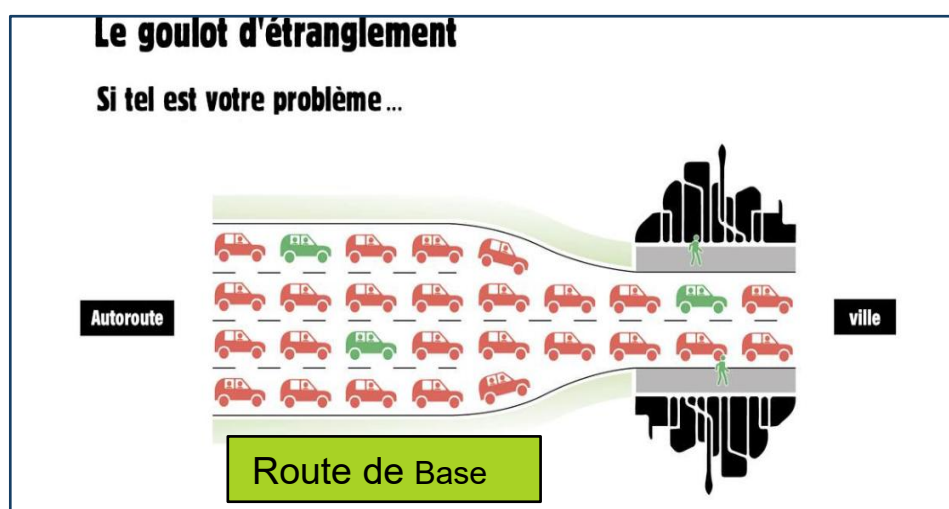 Le goulot d'étranglement
Si tel est votre problème...
Autoroute
ville
Route de Base